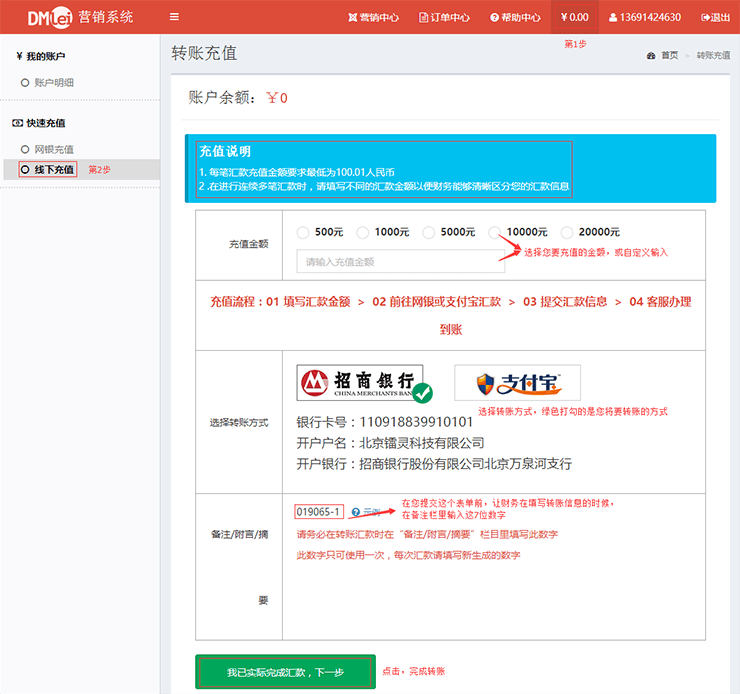 DMLei 营销系统
营销中心 订单中心 帮助中心 ¥ 0.00 13691424630 退出
第1步
¥ 我的账户
账户明细
快速充值
网银充值
线下充值 第2步
转账充值
首页 转账充值
账户余额：￥0
充值说明
1. 每笔汇款充值金额要求最低为100.01人民币
2 .在进行连续多笔汇款时，请填写不同的汇款金额以便财务能够清晰区分您的汇款信息
充值金额
500元 1000元 5000元 10000元 20000元
请输入充值金额
选择您要充值的金额，或自定义输入
充值流程：01 填写汇款金额 > 02 前往网银或支付宝汇款 > 03 提交汇款信息 > 04 客服办理
到账
选择转账方式
招商银行
CHINA MERCHANTS BAN
支付宝
选择转账方式，绿色打勾的是您将要转账的方式
银行卡号：110918839910101
开户户名：北京镭灵科技有限公司
开户银行：招商银行股份有限公司北京万泉河支行
备注/附言/摘
要
019065-1 示例
在您提交这个表单前，让财务在填写转账信息的时候，
在备注栏里输入这7位数字
请务必在转账汇款时在“备注/附言/摘要”栏目里填写此数字
此数字只可使用一次，每次汇款请填写新生成的数字
我已实际完成汇款，下一步
点击，完成转账